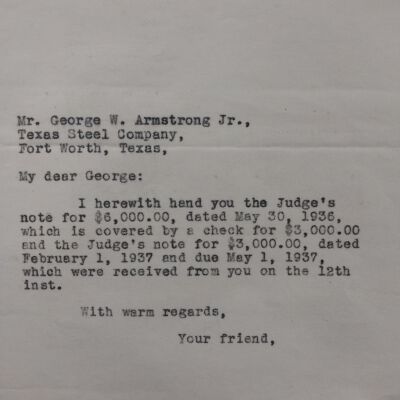 Mr. George W. Armstrong Jr.,
Texas Steel Company,
Fort Worth, Texas,
My dear George:
I herewith hand you the Judge's
note for $6,000.00, dated May 30, 1936,
which is covered by a check for $3,000.00
and the Judge's note for $3,000.00, dated
February 1, 1937 and due May 1, 1937,
which were received from you on the 12th
inst.
With warm regards,
Your friend,